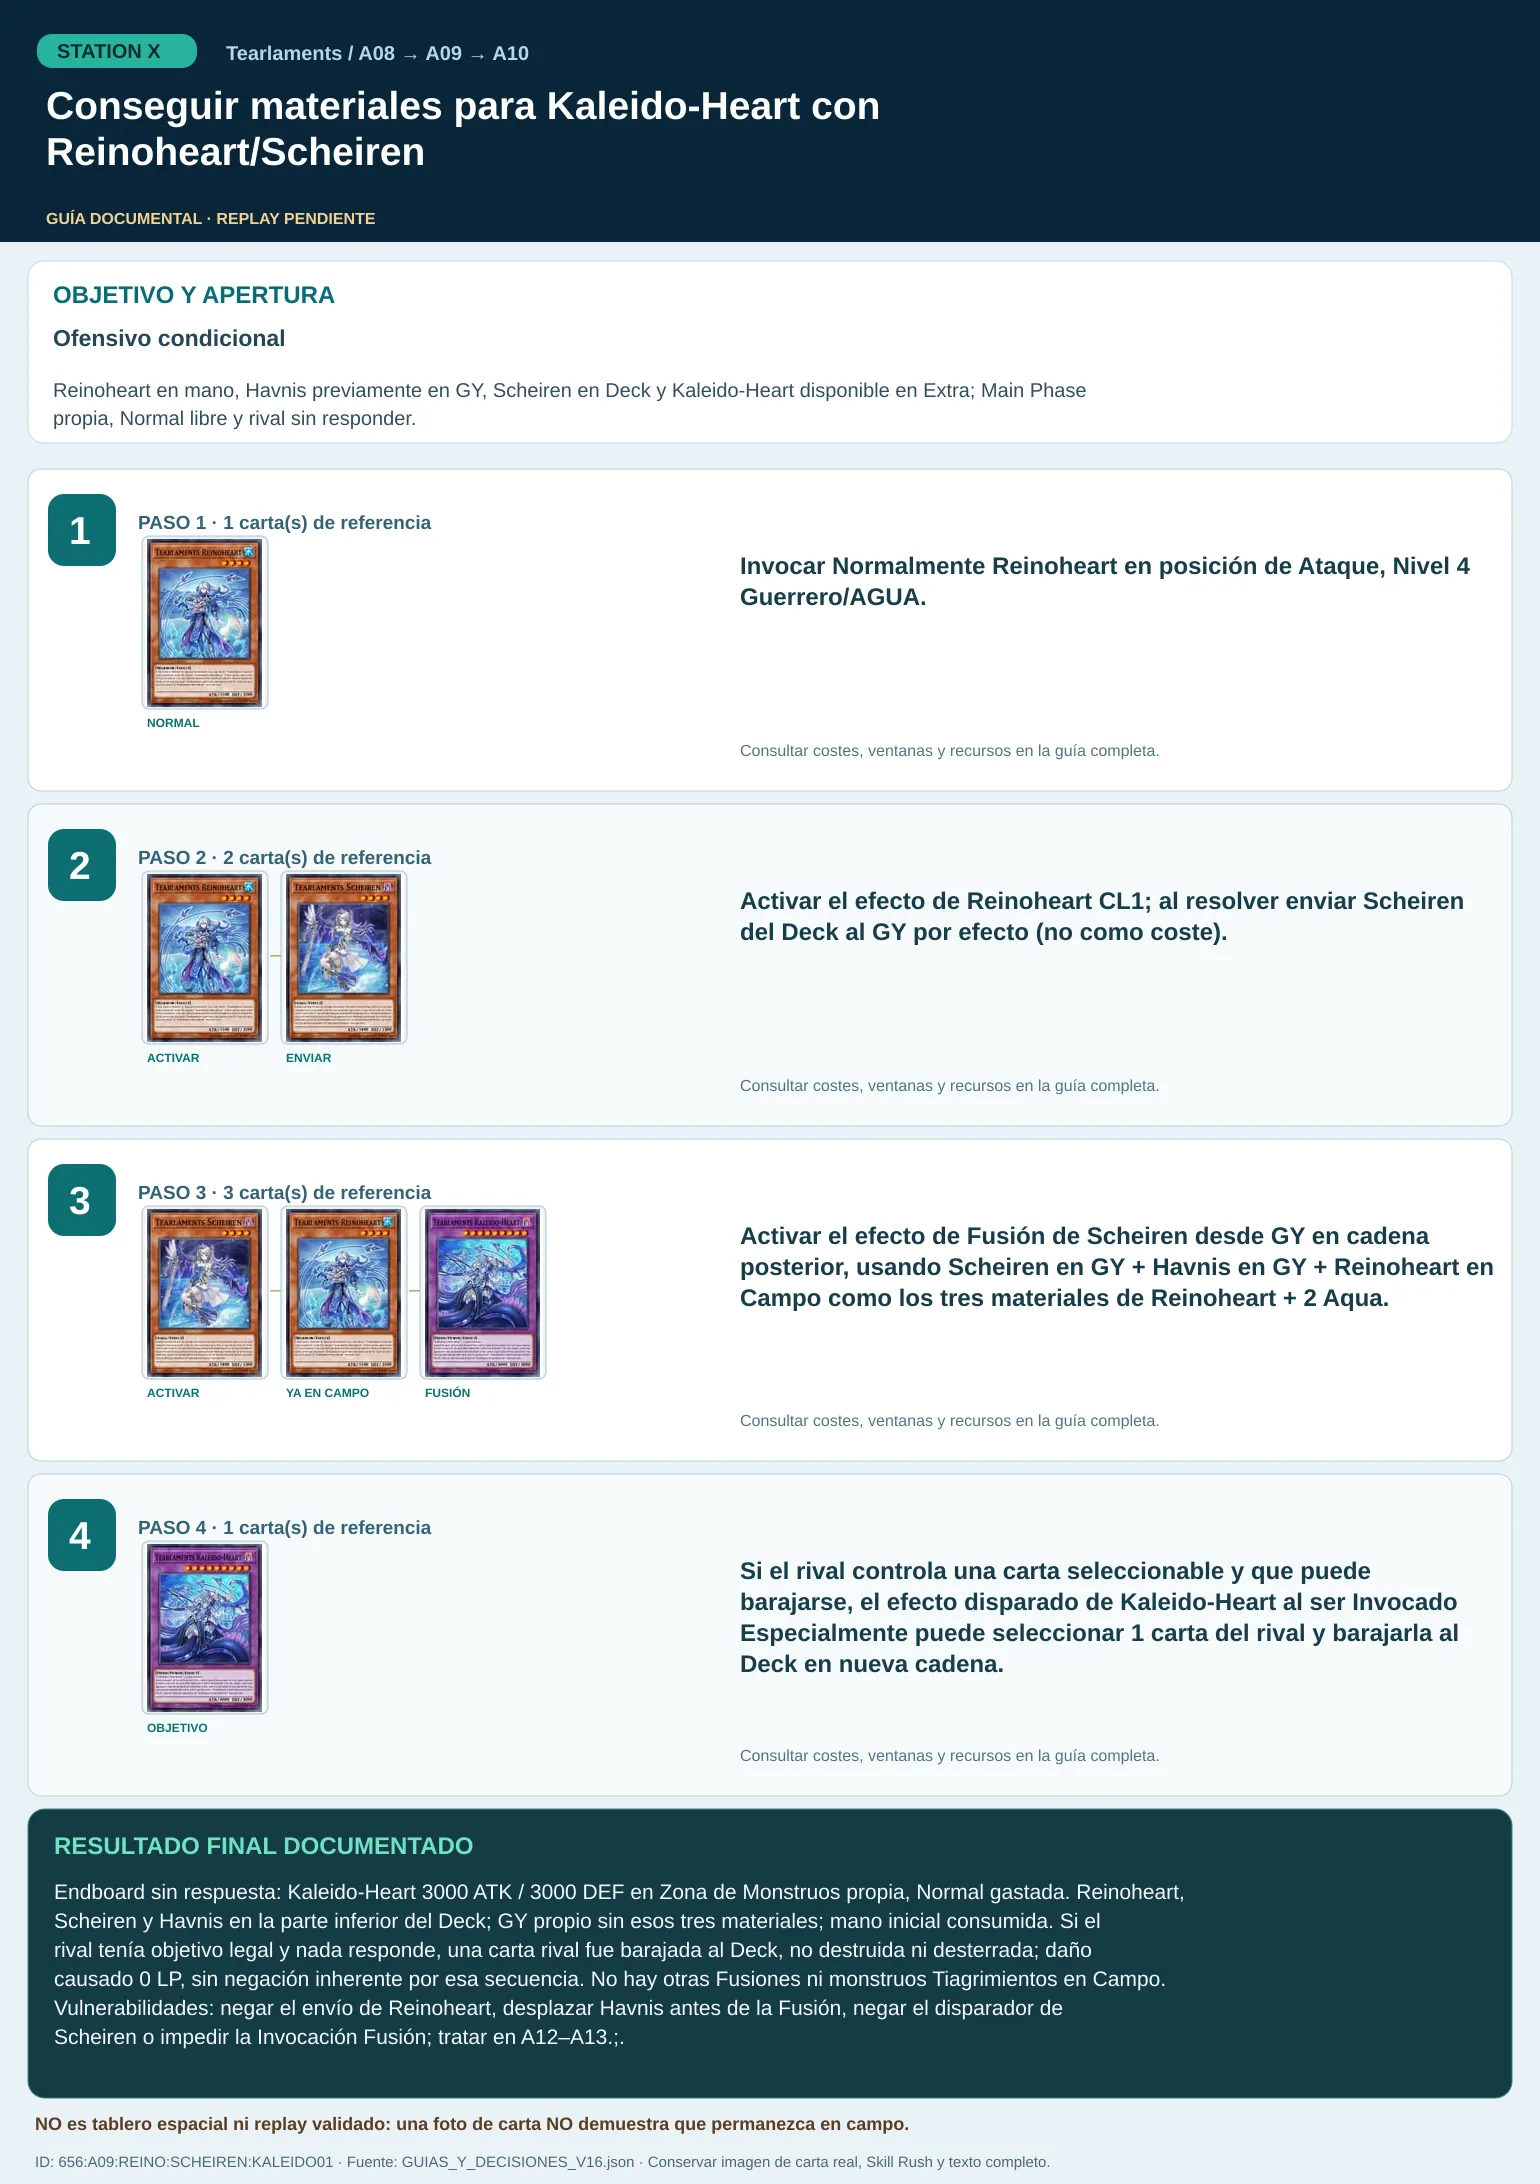 STATION X
Tearlaments / A08 → A09 → A10
Conseguir materiales para Kaleido-Heart con
Reinoheart/Scheiren
GUÍA DOCUMENTAL · REPLAY PENDIENTE
OBJETIVO Y APERTURA
Ofensivo condicional
Reinoheart en mano, Havnis previamente en GY, Scheiren en Deck y Kaleido-Heart disponible en Extra; Main Phase
propia, Normal libre y rival sin responder.
1
PASO 1 · 1 carta(s) de referencia
TEARLAMENTS REINOHEART
NORMAL
Invocar Normalmente Reinoheart en posición de Ataque, Nivel 4
Guerrero/AGUA.
Consultar costes, ventanas y recursos en la guía completa.
2
PASO 2 · 2 carta(s) de referencia
TEARLAMENTS REINOHEART
TEARLAMENTS SCHEIREN
ACTIVAR
ENVIAR
Activar el efecto de Reinoheart CL1; al resolver enviar Scheiren
del Deck al GY por efecto (no como coste).
Consultar costes, ventanas y recursos en la guía completa.
3
PASO 3 · 3 carta(s) de referencia
TEARLAMENTS SCHEIREN
TEARLAMENTS REINOHEART
TEARLAMENTS KALEIDO-HEART
ACTIVAR
YA EN CAMPO
FUSIÓN
Activar el efecto de Fusión de Scheiren desde GY en cadena
posterior, usando Scheiren en GY + Havnis en GY + Reinoheart en
Campo como los tres materiales de Reinoheart + 2 Aqua.
Consultar costes, ventanas y recursos en la guía completa.
4
PASO 4 · 1 carta(s) de referencia
TEARLAMENTS KALEIDO-HEART
OBJETIVO
Si el rival controla una carta seleccionable y que puede
barajarse, el efecto disparado de Kaleido-Heart al ser Invocado
Especialmente puede seleccionar 1 carta del rival y barajarla al
Deck en nueva cadena.
Consultar costes, ventanas y recursos en la guía completa.
RESULTADO FINAL DOCUMENTADO
Endboard sin respuesta: Kaleido-Heart 3000 ATK / 3000 DEF en Zona de Monstruos propia, Normal gastada. Reinoheart,
Scheiren y Havnis en la parte inferior del Deck; GY propio sin esos tres materiales; mano inicial consumida. Si el
rival tenía objetivo legal y nada responde, una carta rival fue barajada al Deck, no destruida ni desterrada; daño
causado 0 LP, sin negación inherente por esa secuencia. No hay otras Fusiones ni monstruos Tiagrimientos en Campo.
Vulnerabilidades: negar el envío de Reinoheart, desplazar Havnis antes de la Fusión, negar el disparador de
Scheiren o impedir la Invocación Fusión; tratar en A12–A13.;.
NO es tablero espacial ni replay validado: una foto de carta NO demuestra que permanezca en campo.
ID: 656:A09:REINO:SCHEIREN:KALEIDO01 · Fuente: GUIAS_Y_DECISIONES_V16.json · Conservar imagen de carta real, Skill Rush y texto completo.